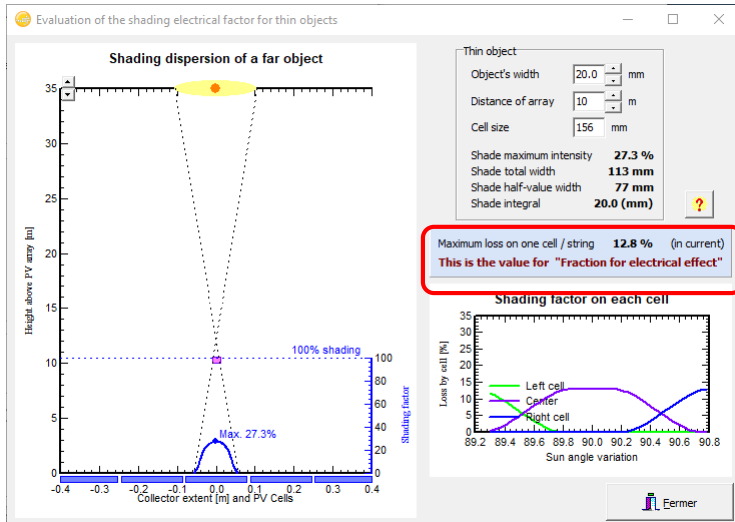 Evaluation of the shading electrical factor for thin objects
Shading dispersion of a far object
35
30
25
20
15
10
5
0
Height above PV array [m]
100% shading
100
80
60
40
20
0
Shading factor
Max. 27.3%
-0.4 -0.3 -0.2 -0.1 0.0 0.1 0.2 0.3 0.4
Collector extent [m] and PV Cells
Thin object
Object's width 20.0 mm
Distance of array 10 m
Cell size 156 mm
Shade maximum intensity 27.3 %
Shade total width 113 mm
Shade half-value width 77 mm
Shade integral 20.0 (mm)
?
Maximum loss on one cell / string 12.8 % (in current)
This is the value for "Fraction for electrical effect"
Shading factor on each cell
35
30
25
20
15
10
5
0
Loss by cell [%]
Left cell
Center
Right cell
89.2 89.4 89.6 89.8 90.0 90.2 90.4 90.6 90.8
Sun angle variation
Fermer